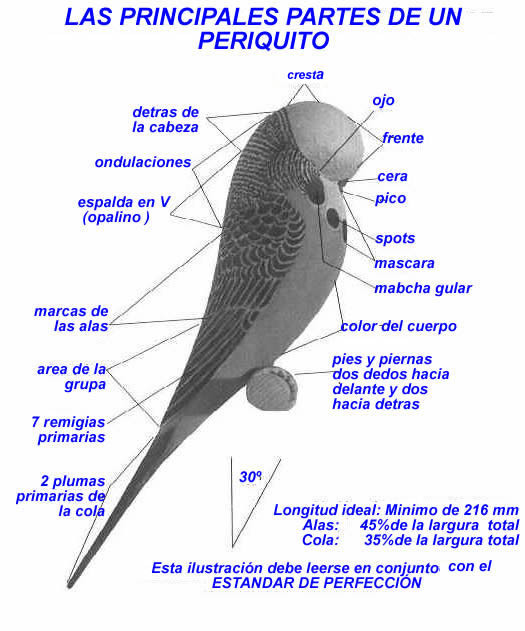 LAS PRINCIPALES PARTES DE UN
PERIQUITO
cresta
ojo
detras de
la cabeza
frente
ondulaciones
cera
espalda en V
(opalino )
pico
spots
mascara
mabcha gular
marcas de
las alas
color del cuerpo
area de la
grupa
pies y piernas
dos dedos hacia
delante y dos
hacia detras
7 remigias
primarias
30º
2 plumas
primarias de
la cola
Longitud ideal: Minimo de 216 mm
Alas: 45%de la largura total
Cola: 35%de la largura total
Esta ilustración debe leerse en conjunto con el
ESTANDAR DE PERFECCIÓN